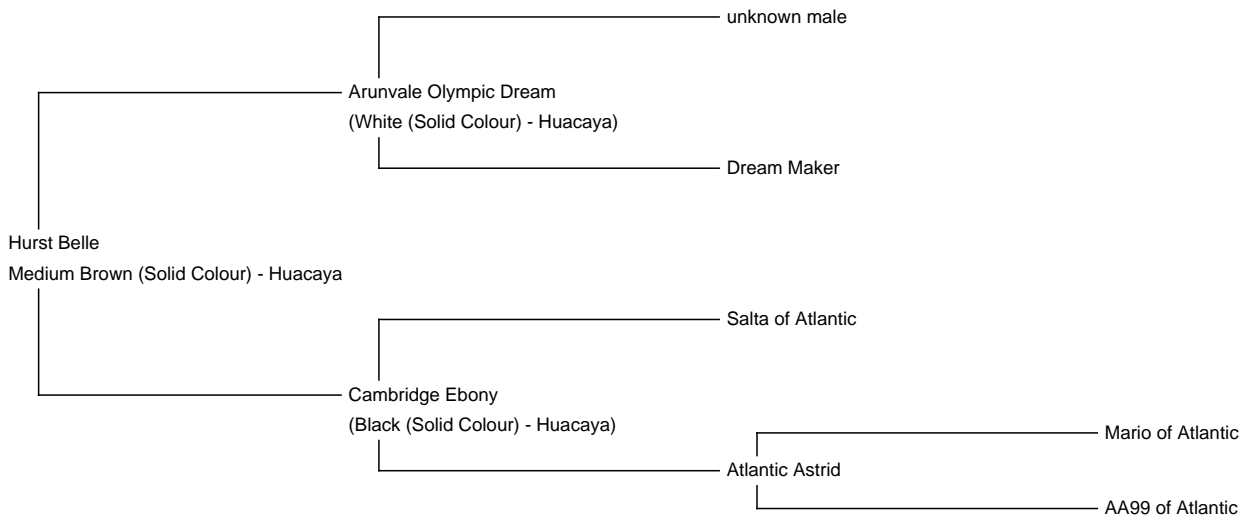 unknown male
Arunvale Olympic Dream
(White (Solid Colour) - Huacaya)
Dream Maker
Hurst Belle
Medium Brown (Solid Colour) - Huacaya
Salta of Atlantic
Cambridge Ebony
(Black (Solid Colour) - Huacaya)
Mario of Atlantic
Atlantic Astrid
AA99 of Atlantic